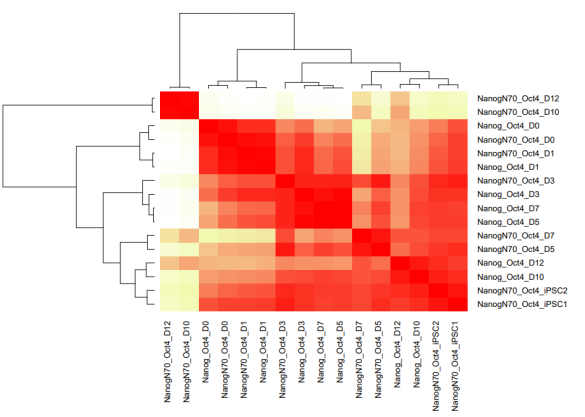 NanogN70_Oct4_D12
NanogN70_Oct4_D10
Nanog_Oct4_D0
NanogN70_Oct4_D0
NanogN70_Oct4_D1
Nanog_Oct4_D1
NanogN70_Oct4_D3
Nanog_Oct4_D3
Nanog_Oct4_D7
Nanog_Oct4_D5
NanogN70_Oct4_D7
NanogN70_Oct4_D5
Nanog_Oct4_D12
Nanog_Oct4_D10
NanogN70_Oct4_iPSC2
NanogN70_Oct4_iPSC1
NanogN70_Oct4_D12
NanogN70_Oct4_D10
Nanog_Oct4_D0
NanogN70_Oct4_D0
NanogN70_Oct4_D1
Nanog_Oct4_D1
NanogN70_Oct4_D3
Nanog_Oct4_D3
Nanog_Oct4_D7
Nanog_Oct4_D5
NanogN70_Oct4_D7
NanogN70_Oct4_D5
Nanog_Oct4_D12
Nanog_Oct4_D10
NanogN70_Oct4_iPSC2
NanogN70_Oct4_iPSC1